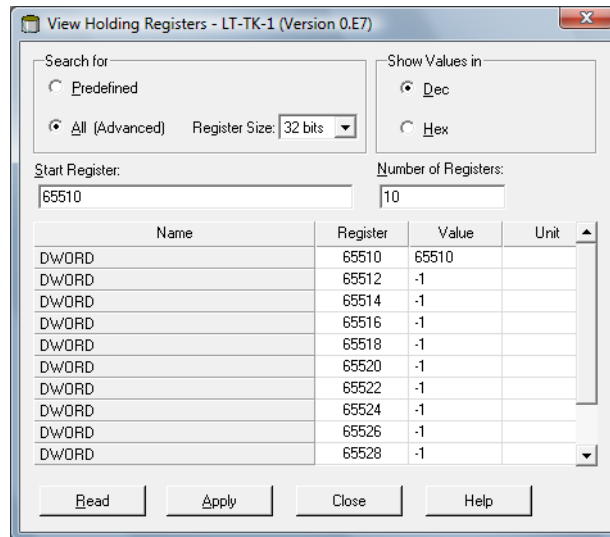 View Holding Registers - LT-TK-1 (Version 0.E7)
Search for
Predefined
All (Advanced) Register Size: 32 bits
Show Values in
Dec
Hex
Start Register:
65510
Number of Registers:
10
Name Register Value Unit
DWORD 65510 65510
DWORD 65512 -1
DWORD 65514 -1
DWORD 65516 -1
DWORD 65518 -1
DWORD 65520 -1
DWORD 65522 -1
DWORD 65524 -1
DWORD 65526 -1
DWORD 65528 -1
Read Apply Close Help